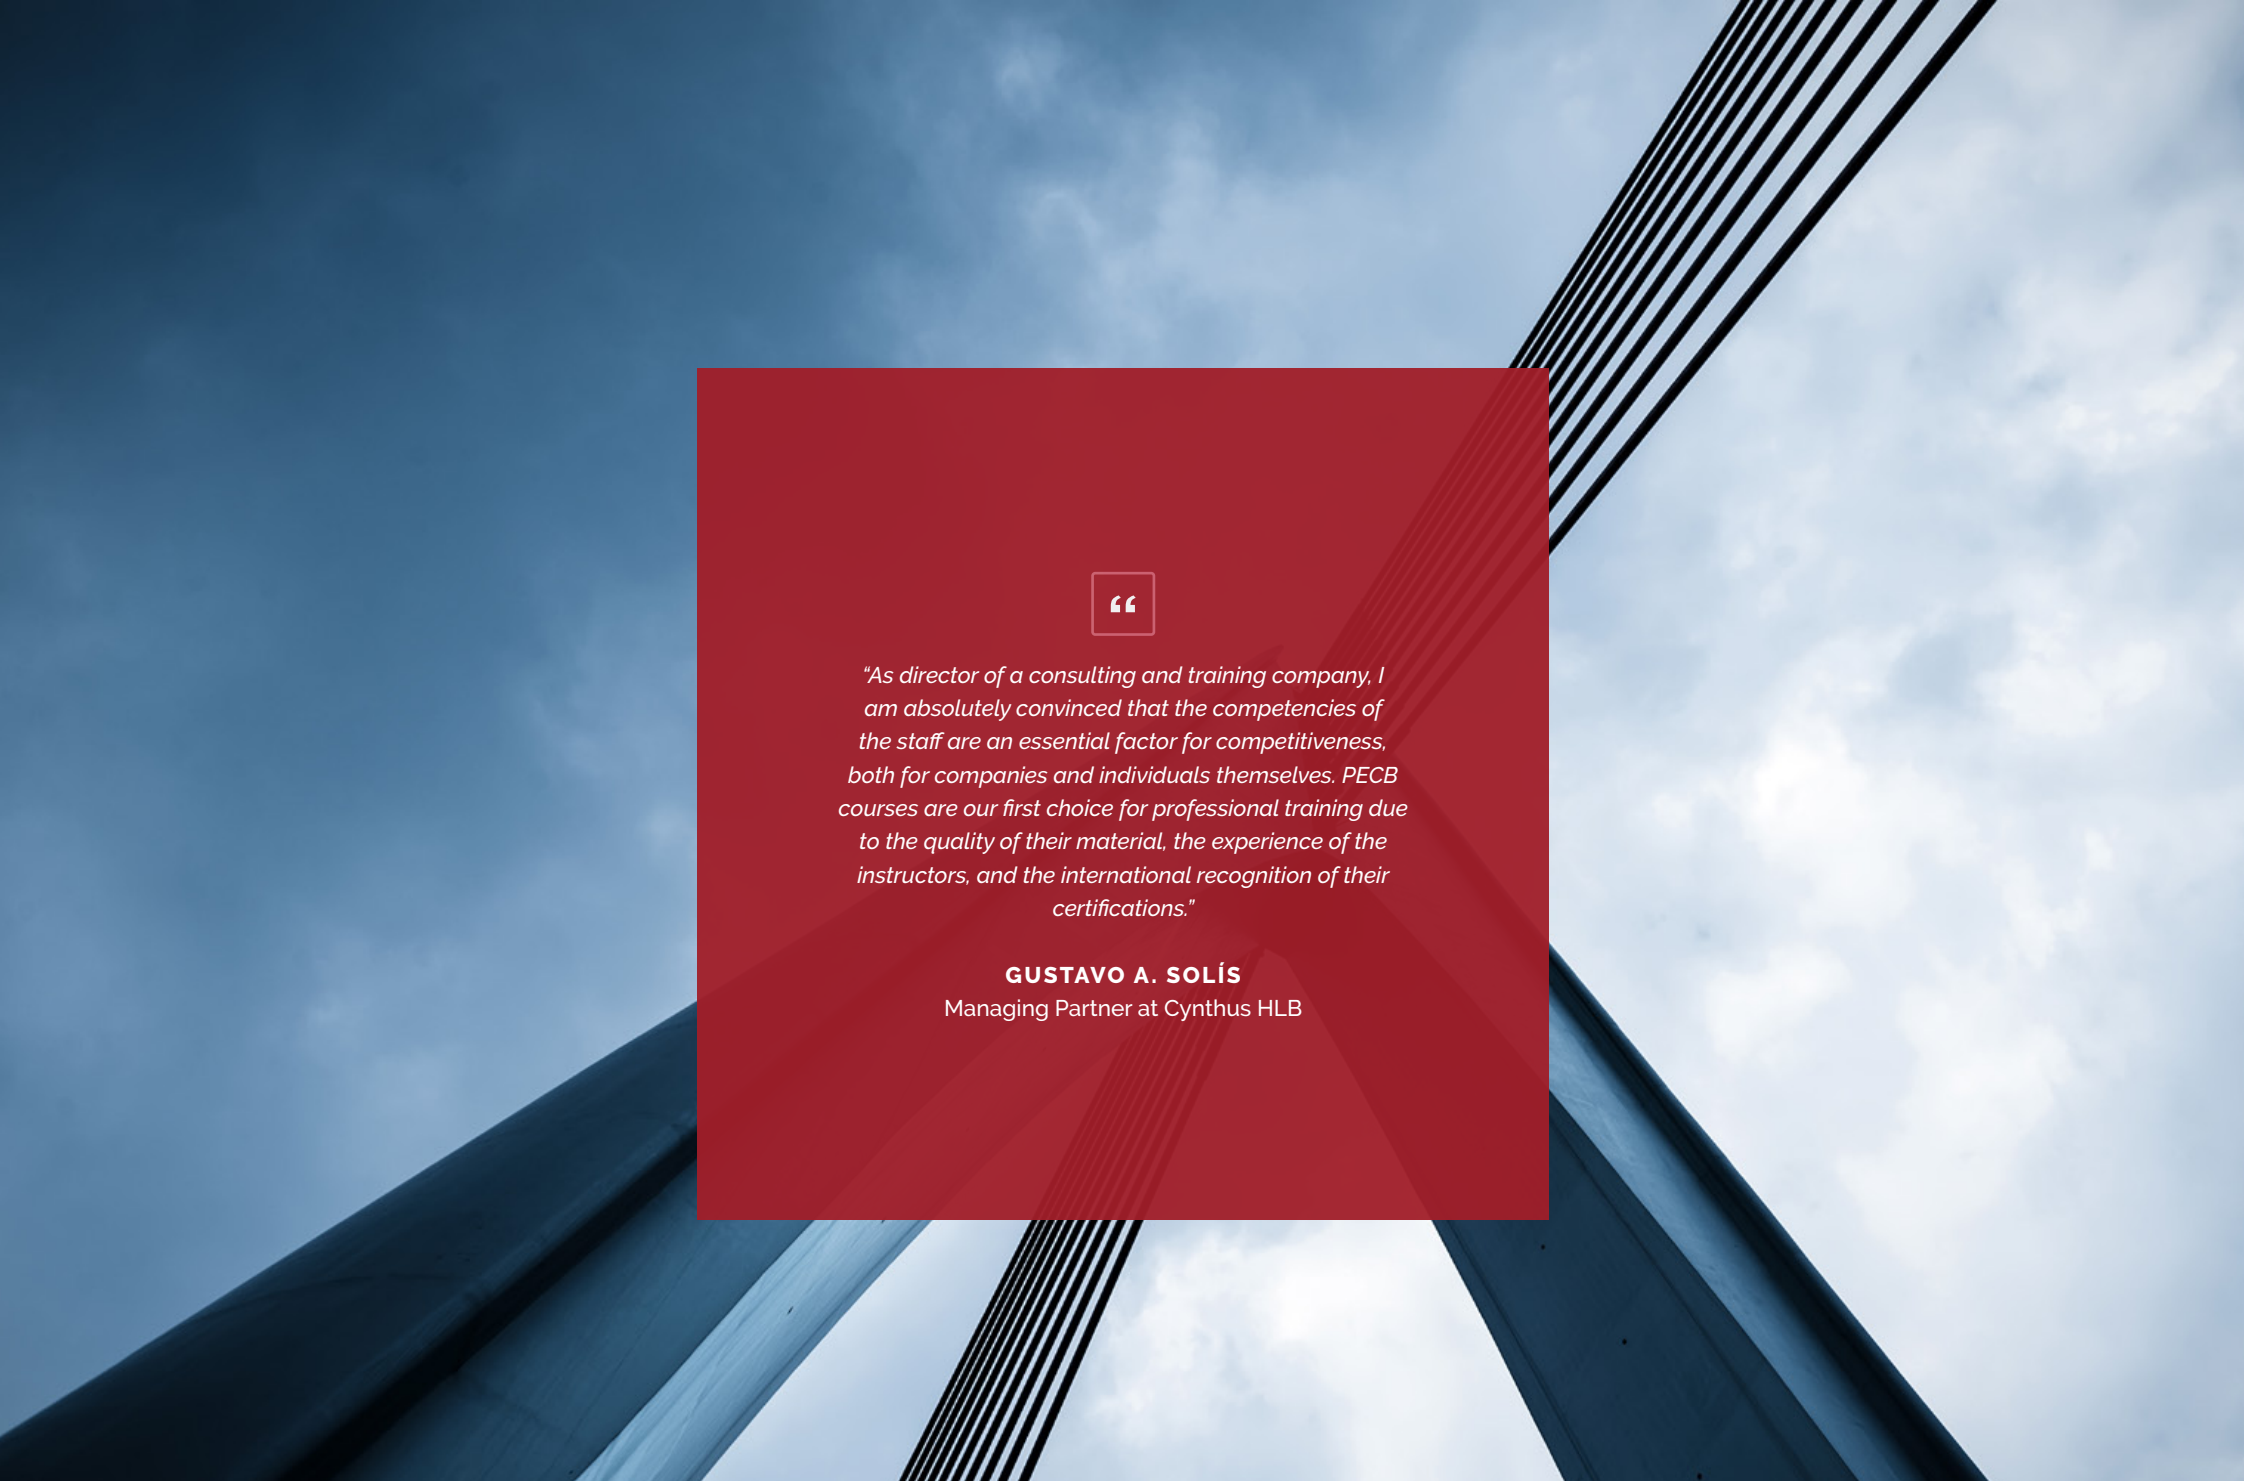 “As director of a consulting and training company, I
am absolutely convinced that the competencies of
the staff are an essential factor for competitiveness,
both for companies and individuals themselves. PECB
courses are our first choice for professional training due
to the quality of their material, the experience of the
instructors, and the international recognition of their
certifications.”
GUSTAVO A. SOLÍS
Managing Partner at Cynthus HLB